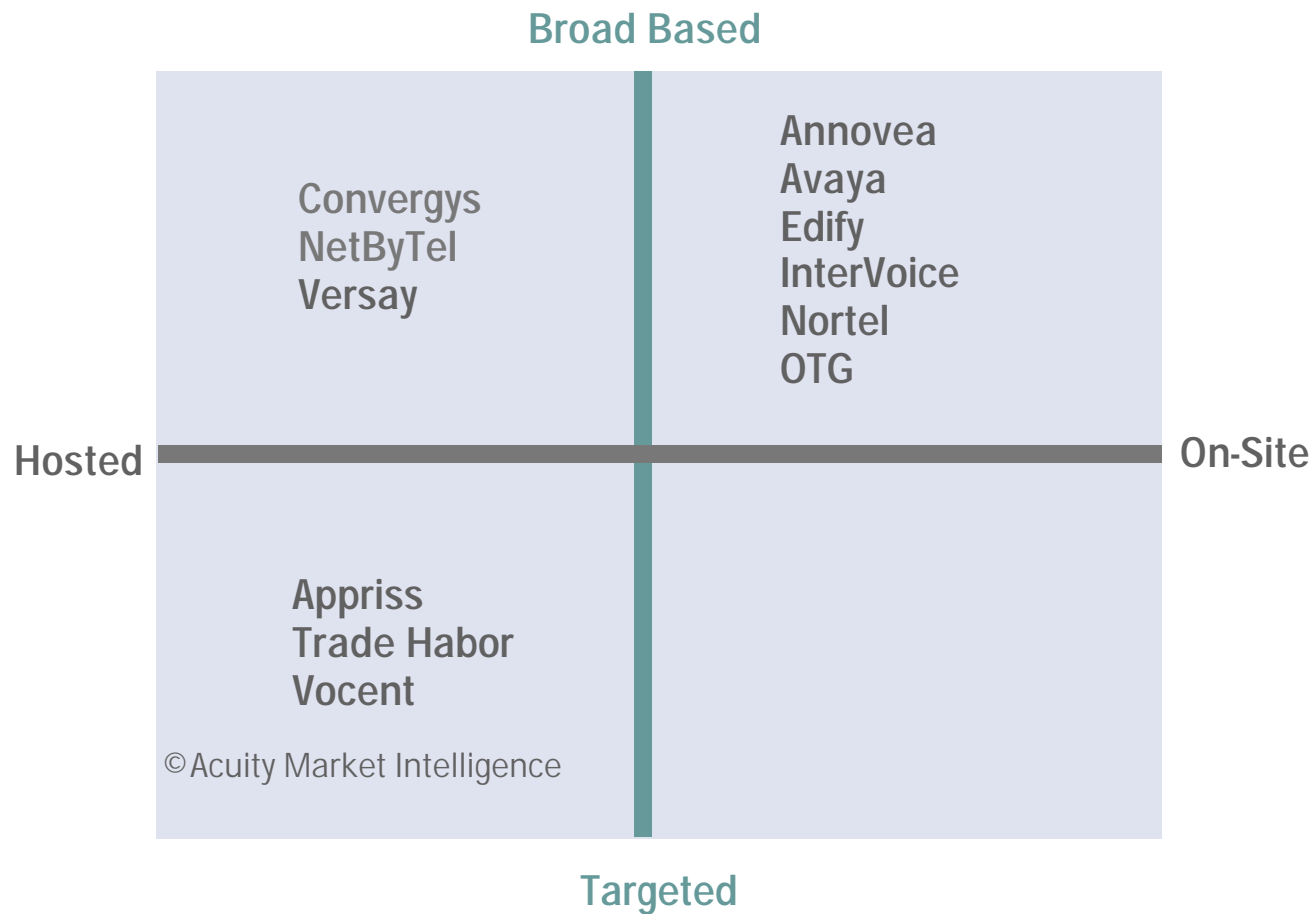 Broad Based
Convergys
NetByTel
Versay
Annovea
Avaya
Edify
InterVoice
Nortel
OTG
Hosted
On-Site
Appriss
Trade Habor
Vocent
©Acuity Market Intelligence
Targeted